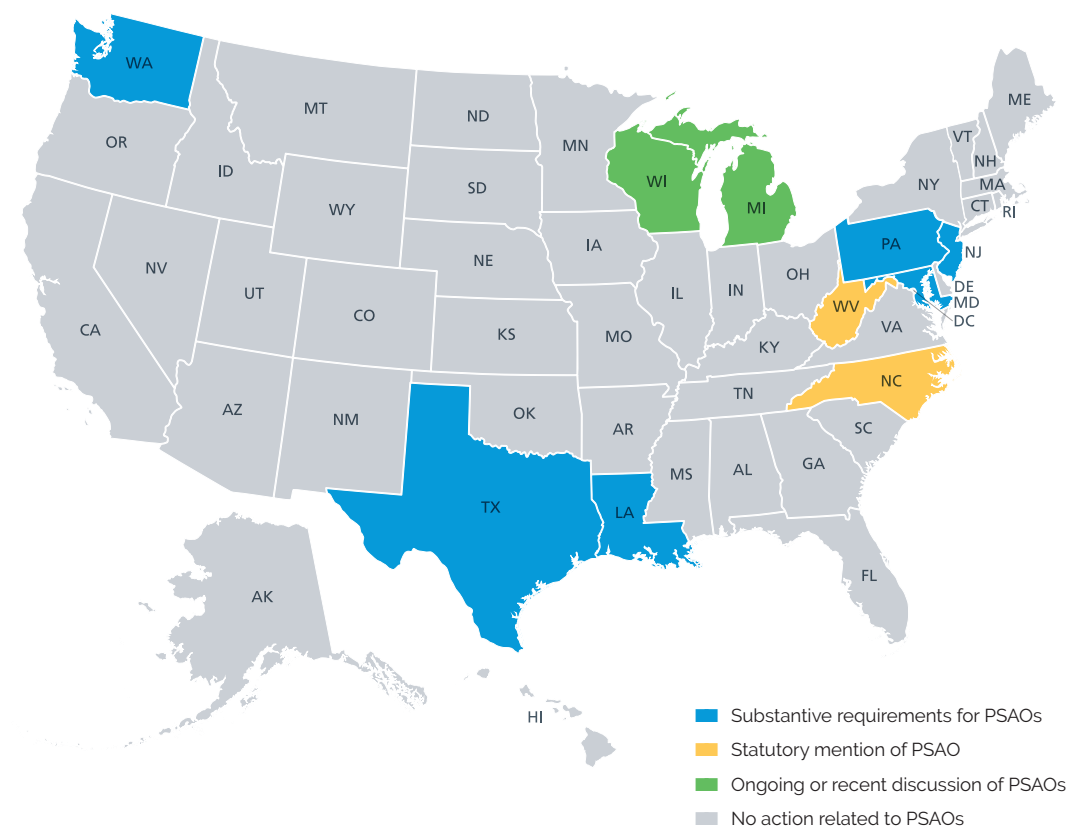 WA
MT
ND
MN
ME
VT
NH
OR
ID
SD
WI
MI
NY
MA
CT
RI
WY
IA
NE
PA
NJ
NV
UT
CO
IL
IN
OH
DE
MD
DC
WV
VA
CA
KS
MO
KY
NC
AZ
NM
OK
AR
TN
SC
MS
AL
GA
TX
LA
FL
AK
HI
Substantive requirements for PSAOs
Statutory mention of PSAO
Ongoing or recent discussion of PSAOs
No action related to PSAOs